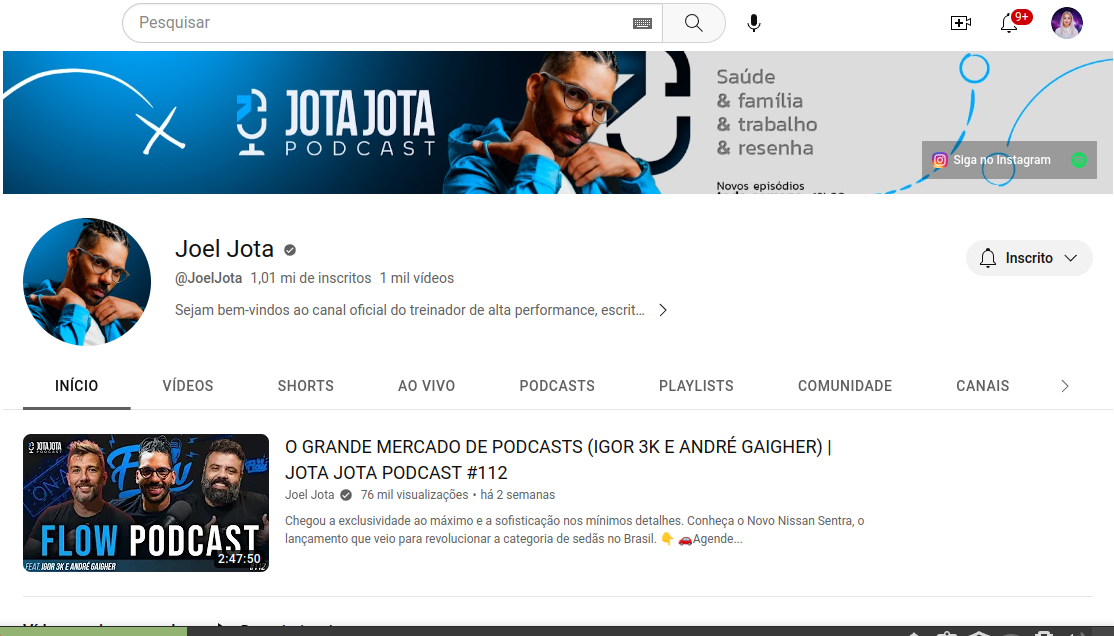 Pesquisar
9+
JOTA JOTA
PODCAST
Saúde
& família
& trabalho
& resenha
Novos episódios
Siga no Instagram
Joel Jota
@JoelJota 1,01 mi de inscritos 1 mil vídeos
Sejam bem-vindos ao canal oficial do treinador de alta performance, escrit...
Inscrito
INÍCIO VÍDEOS SHORTS AO VIVO PODCASTS PLAYLISTS COMUNIDADE CANAIS
JOTA JOTA
PODCAST
FLOW PODCAST
FEAT. IGOR 3K E ANDRÉ GAIGHER
2:47:50
O GRANDE MERCADO DE PODCASTS (IGOR 3K E ANDRÉ GAIGHER) |
JOTA JOTA PODCAST #112
Joel Jota 76 mil visualizações • há 2 semanas
Chegou a exclusividade ao máximo e a sofisticação nos mínimos detalhes. Conheça o Novo Nissan Sentra, o
lançamento que veio para revolucionar a categoria de sedãs no Brasil. 👇 🚗Agende...